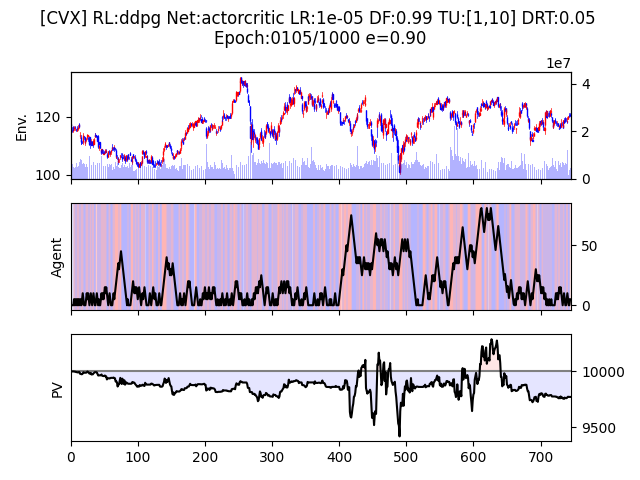 [CVX] RL:ddpg Net:actorcritic LR:1e-05 DF:0.99 TU:[1,10] DRT:0.05
Epoch:0105/1000 e=0.90
1e7
Env.
120
100
4
2
0
Agent
50
0
PV
10000
9500
0 100 200 300 400 500 600 700